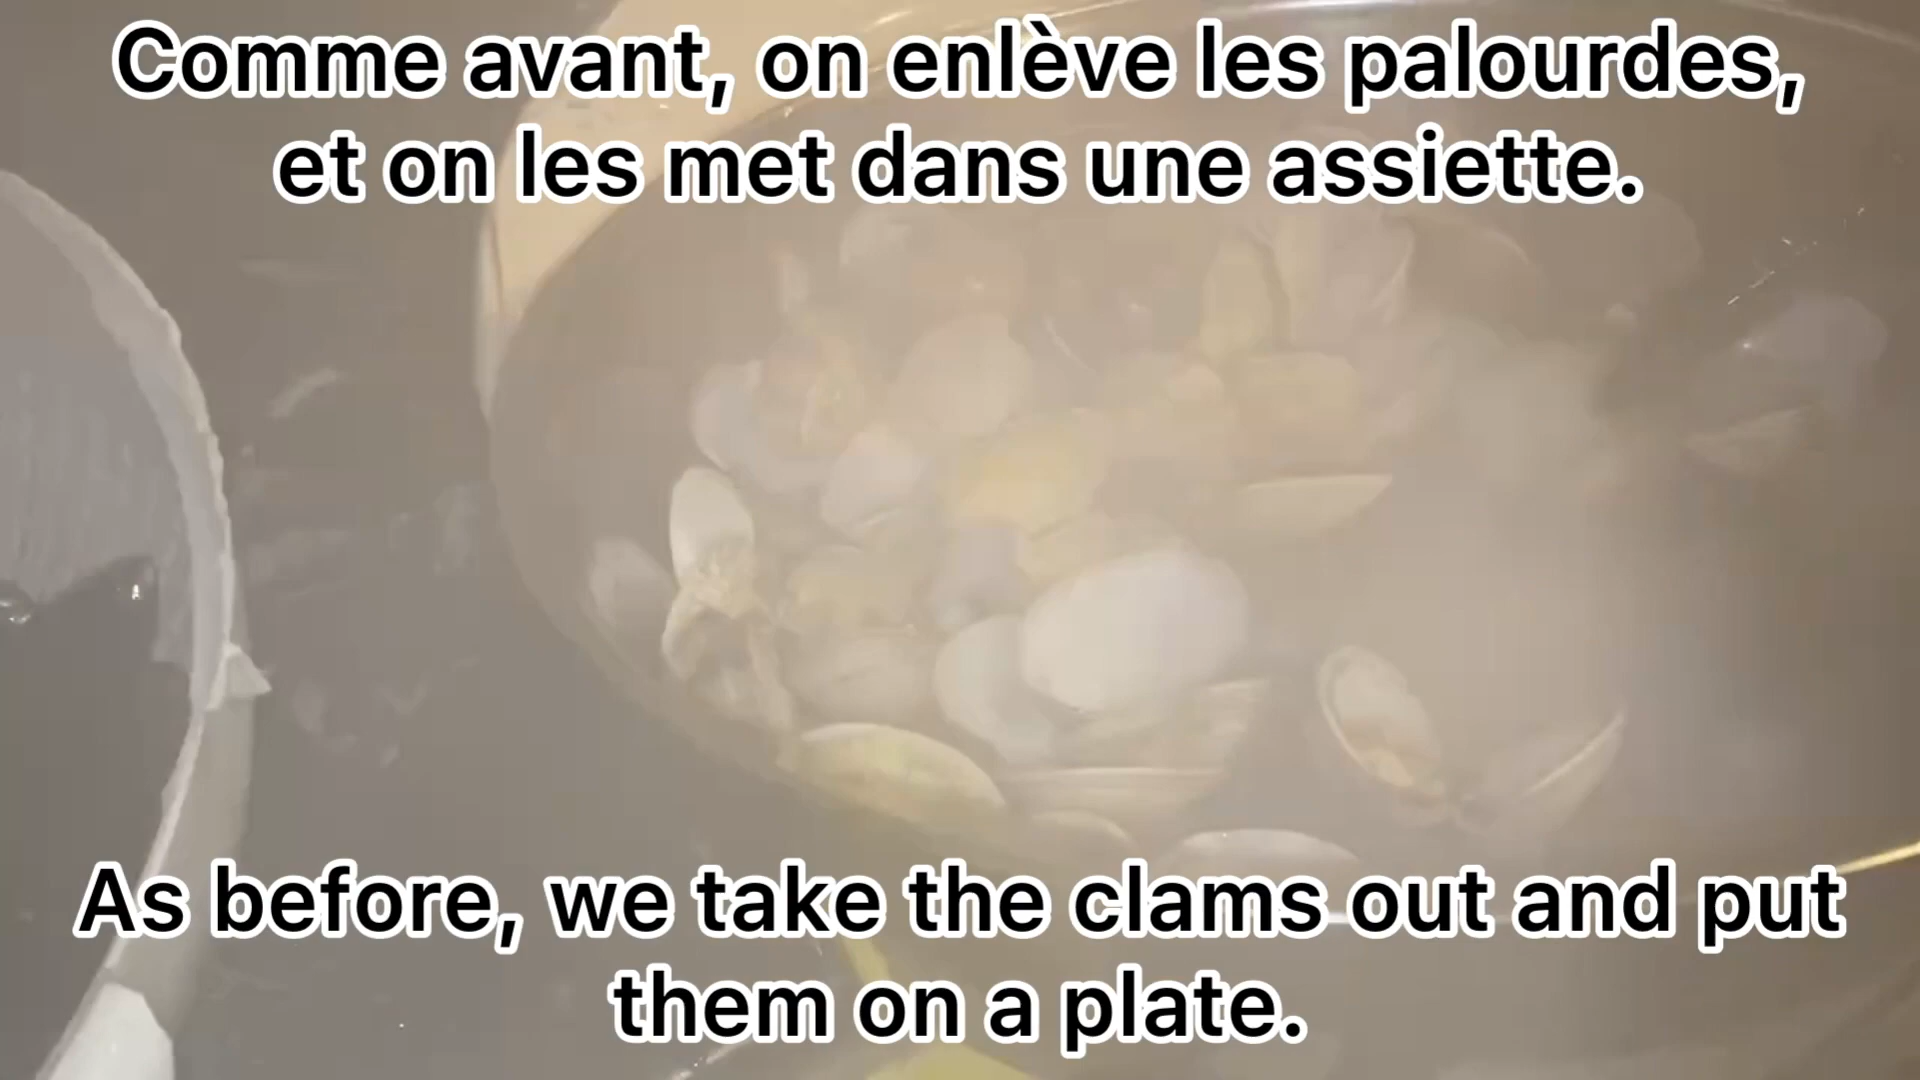 Comme avant, on enlève les palourdes,
et on les met dans une assiette.
As before, we take the clams out and put
them on a plate.